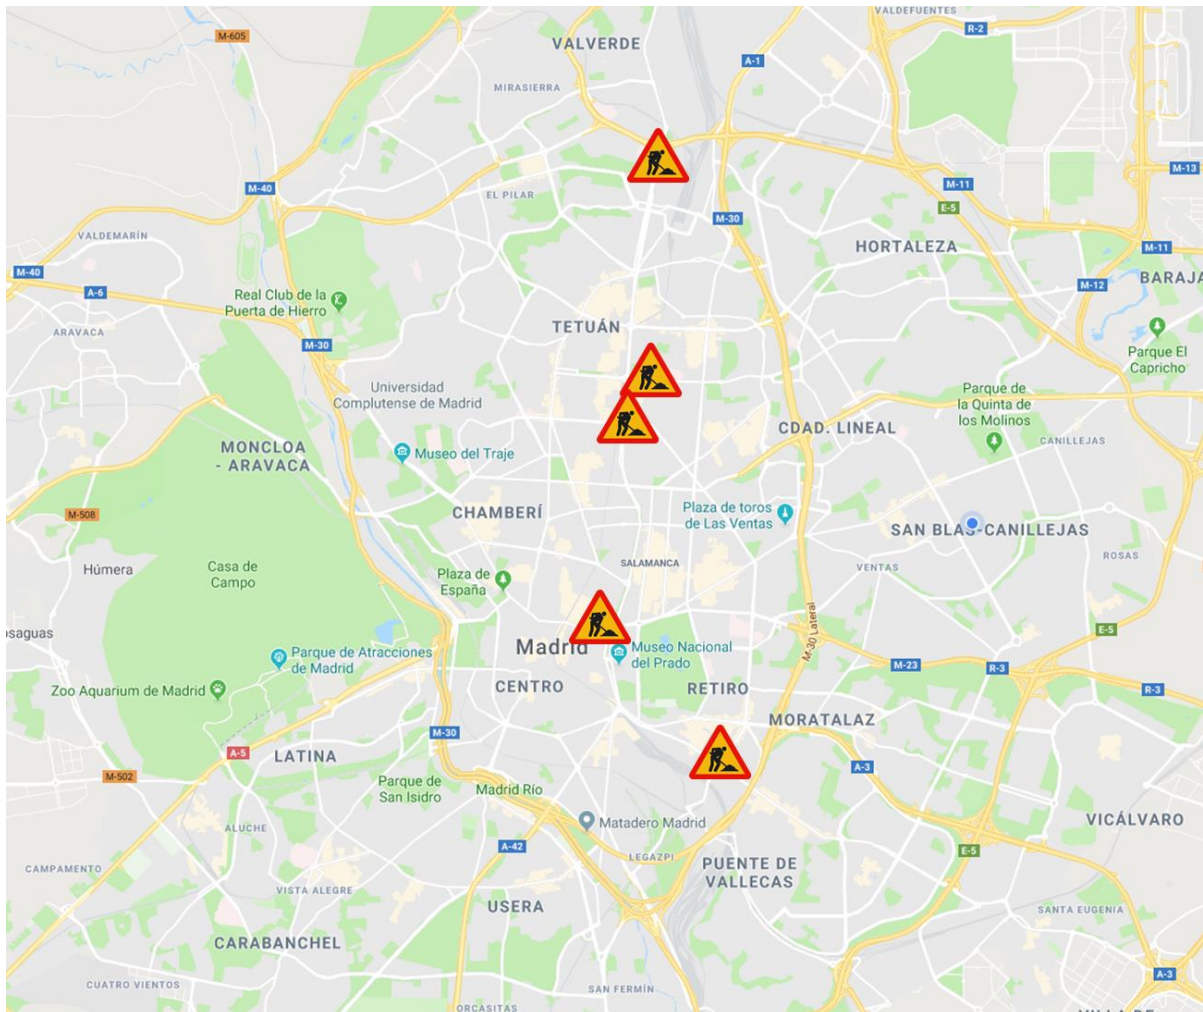 VALDEFUENTES
R-2
M-605
VALVERDE
A-1
MIRASIERRA
M-13
M-11
M-40
EL PILAR
E-5
M-30
VALDEMARÍN
HORTALEZA
M-11
M-40
BARAJA
A-6
M-12
Real Club de la
Puerta de Hierro
TETUÁN
ARAVACA
M-30
Parque El
Capricho
Universidad
Complutense de Madrid
Parque de
la Quinta de
los Molinos
CDAD. LINEAL
CANILLEJAS
MONCLOA
- ARAVACA
Museo del Traje
M-508
CHAMBERÍ
Plaza de toros
de Las Ventas
SAN BLAS-CANILLEJAS
ROSAS
Húmera
Casa de
Campo
SALAMANCA
VENTAS
Plaza de
España
M-30 Lateral
osaguas
E-5
Parque de Atracciones
de Madrid
Madrid
Museo Nacional
del Prado
M-23
R-3
R-3
Zoo Aquarium de Madrid
CENTRO
RETIRO
MORATALAZ
M-30
A-5
LATINA
A-3
M-502
Parque de
San Isidro
Madrid Río
Matadero Madrid
VICÁLVARO
ALUCHE
A-42
E-5
LEGAZPI
CAMPAMENTO
PUENTE DE
VALLECAS
VISTA ALEGRE
USERA
SANTA EUGENIA
CARABANCHEL
A-3
CUATRO VIENTOS
SAN FERMÍN
ORCASITAS
VILLA DE